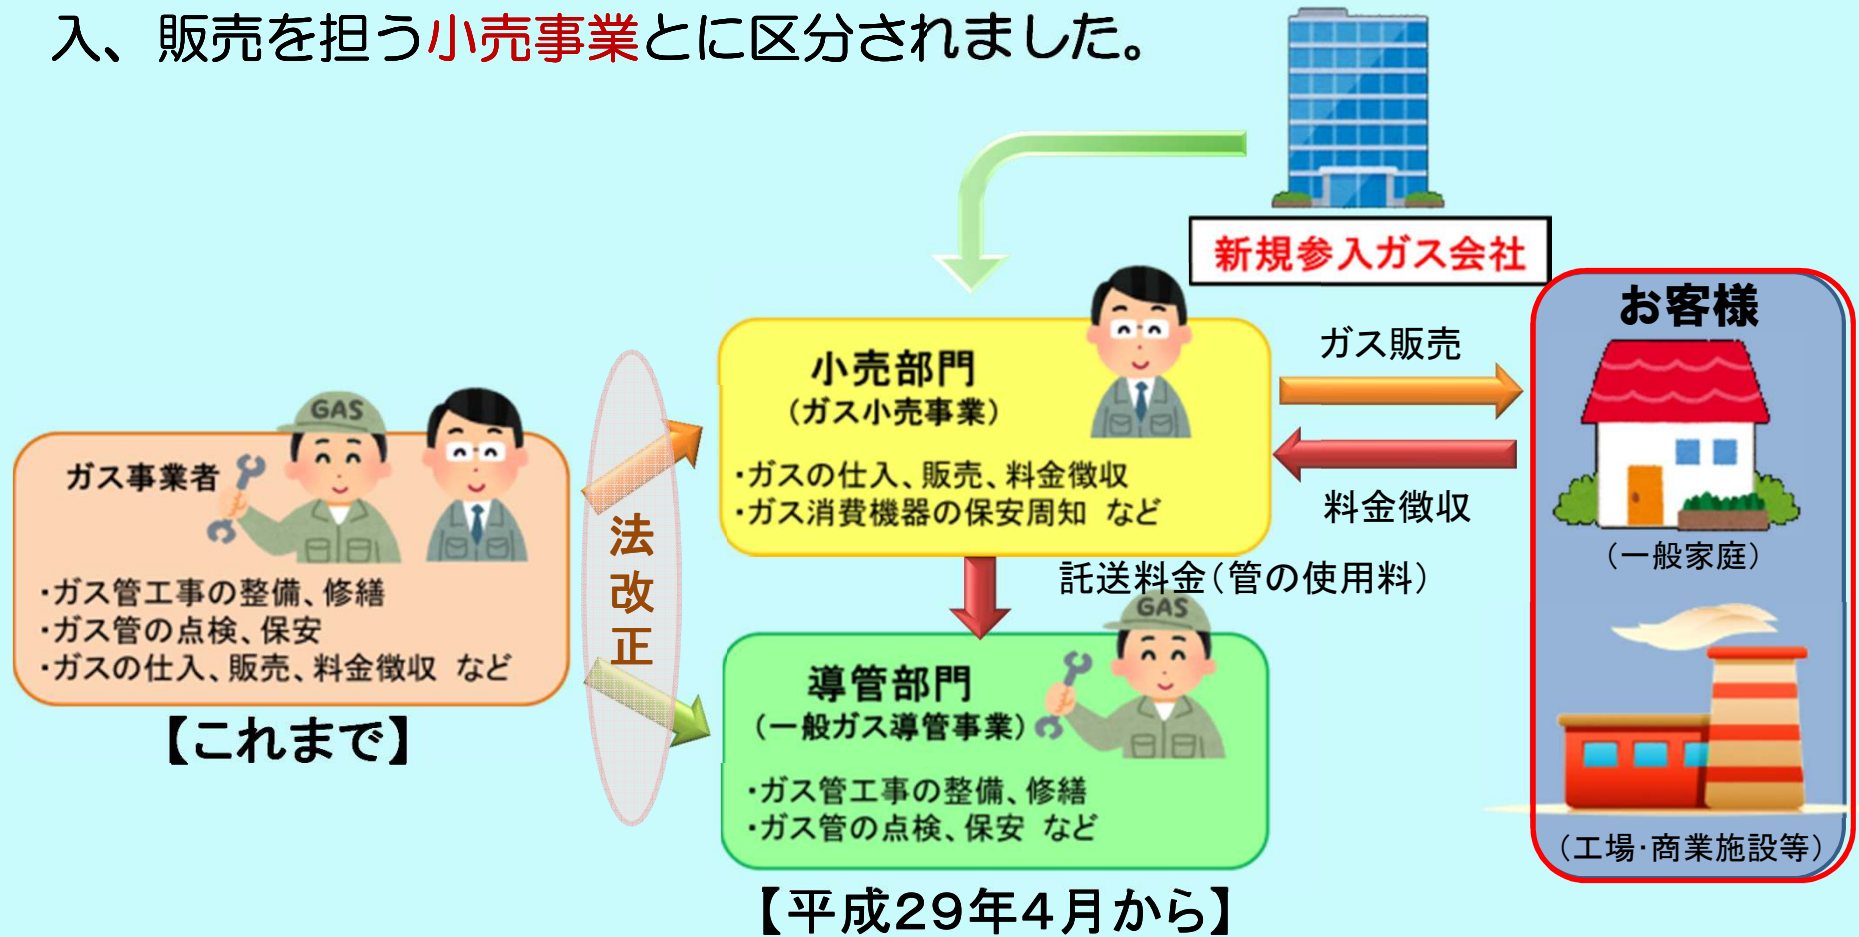 入、販売を担う小売事業とに区分されました。
新規参入ガス会社
お客様
小売部門
(ガス小売事業)
・ガスの仕入、販売、料金徴収
・ガス消費機器の保安周知 など
ガス販売
料金徴収
(一般家庭)
GAS
ガス事業者
・ガス管工事の整備、修繕
・ガス管の点検、保安
・ガスの仕入、販売、料金徴収 など
【これまで】
法
改
正
託送料金(管の使用料)
GAS
導管部門
(一般ガス導管事業)
・ガス管工事の整備、修繕
・ガス管の点検、保安 など
(工場・商業施設等)
【平成29年4月から】